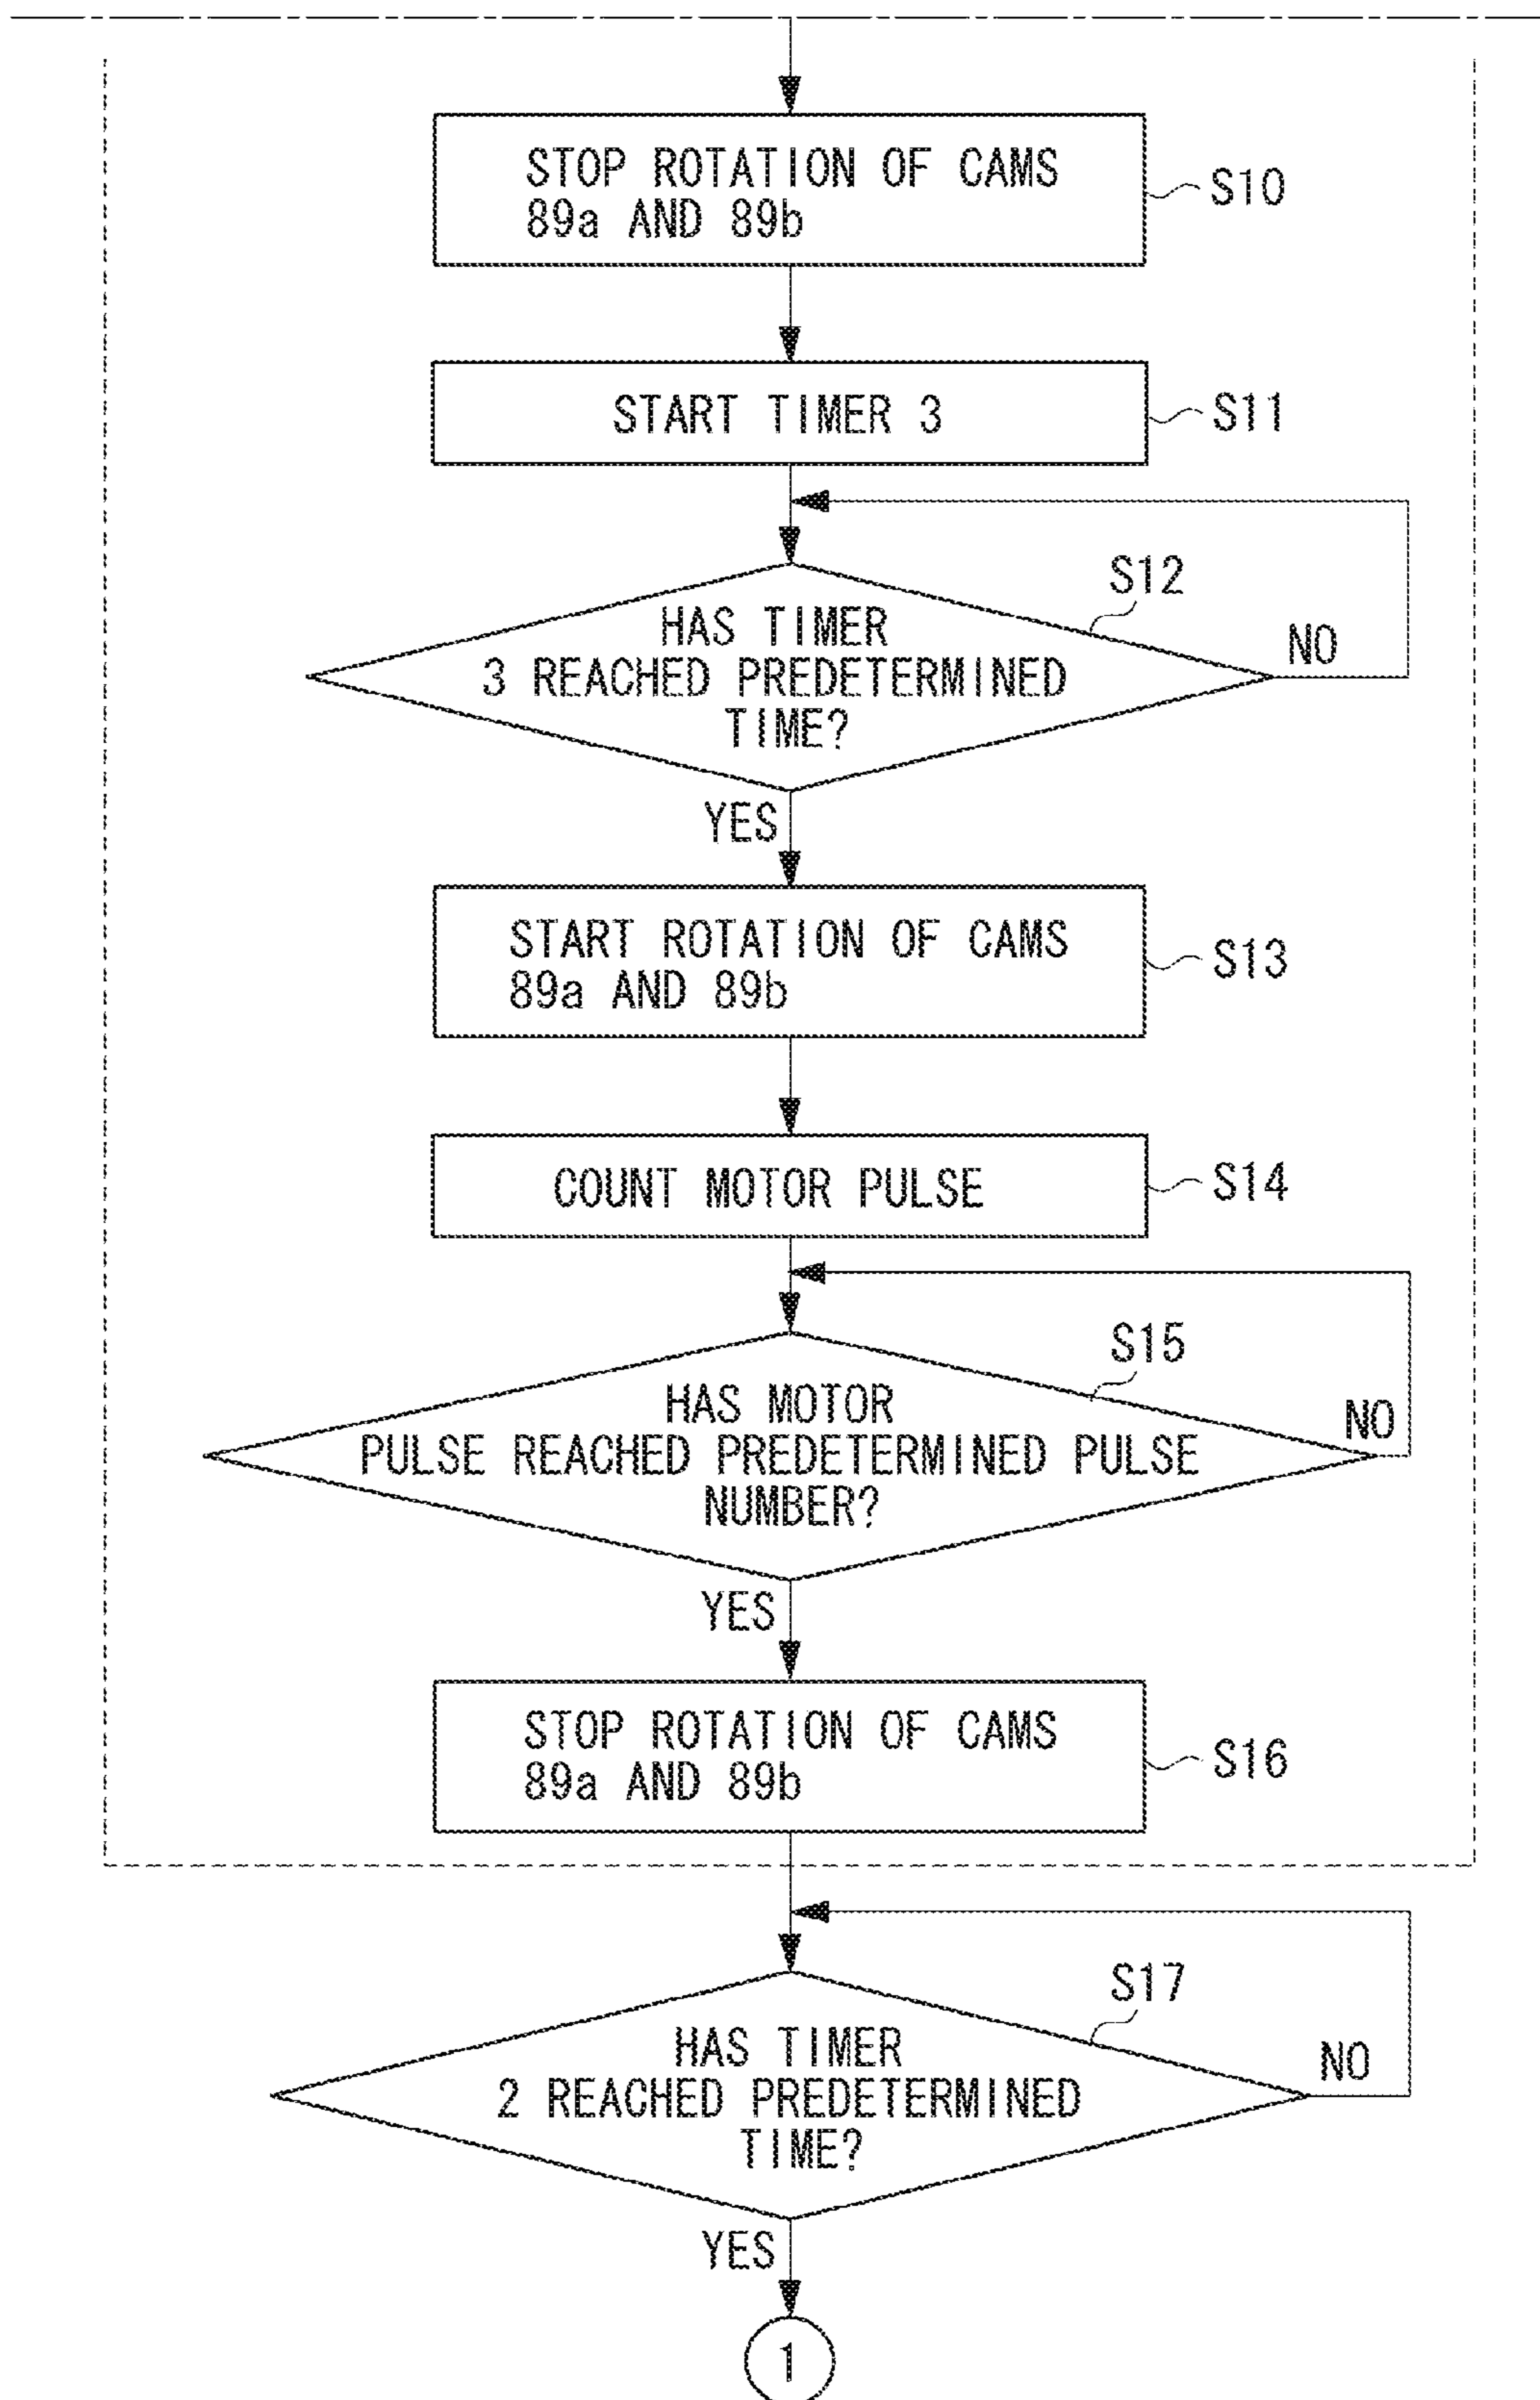 STOP ROTATION OF CAMS
89a AND 89b
S10
START TIMER 3
S11
S12
HAS TIMER
3 REACHED PREDETERMINED
TIME?
NO
YES
START ROTATION OF CAMS
89a AND 89b
S13
COUNT MOTOR PULSE
S14
S15
HAS MOTOR
PULSE REACHED PREDETERMINED PULSE
NUMBER?
NO
YES
STOP ROTATION OF CAMS
89a AND 89b
S16
S17
HAS TIMER
2 REACHED PREDETERMINED
TIME?
NO
YES
1